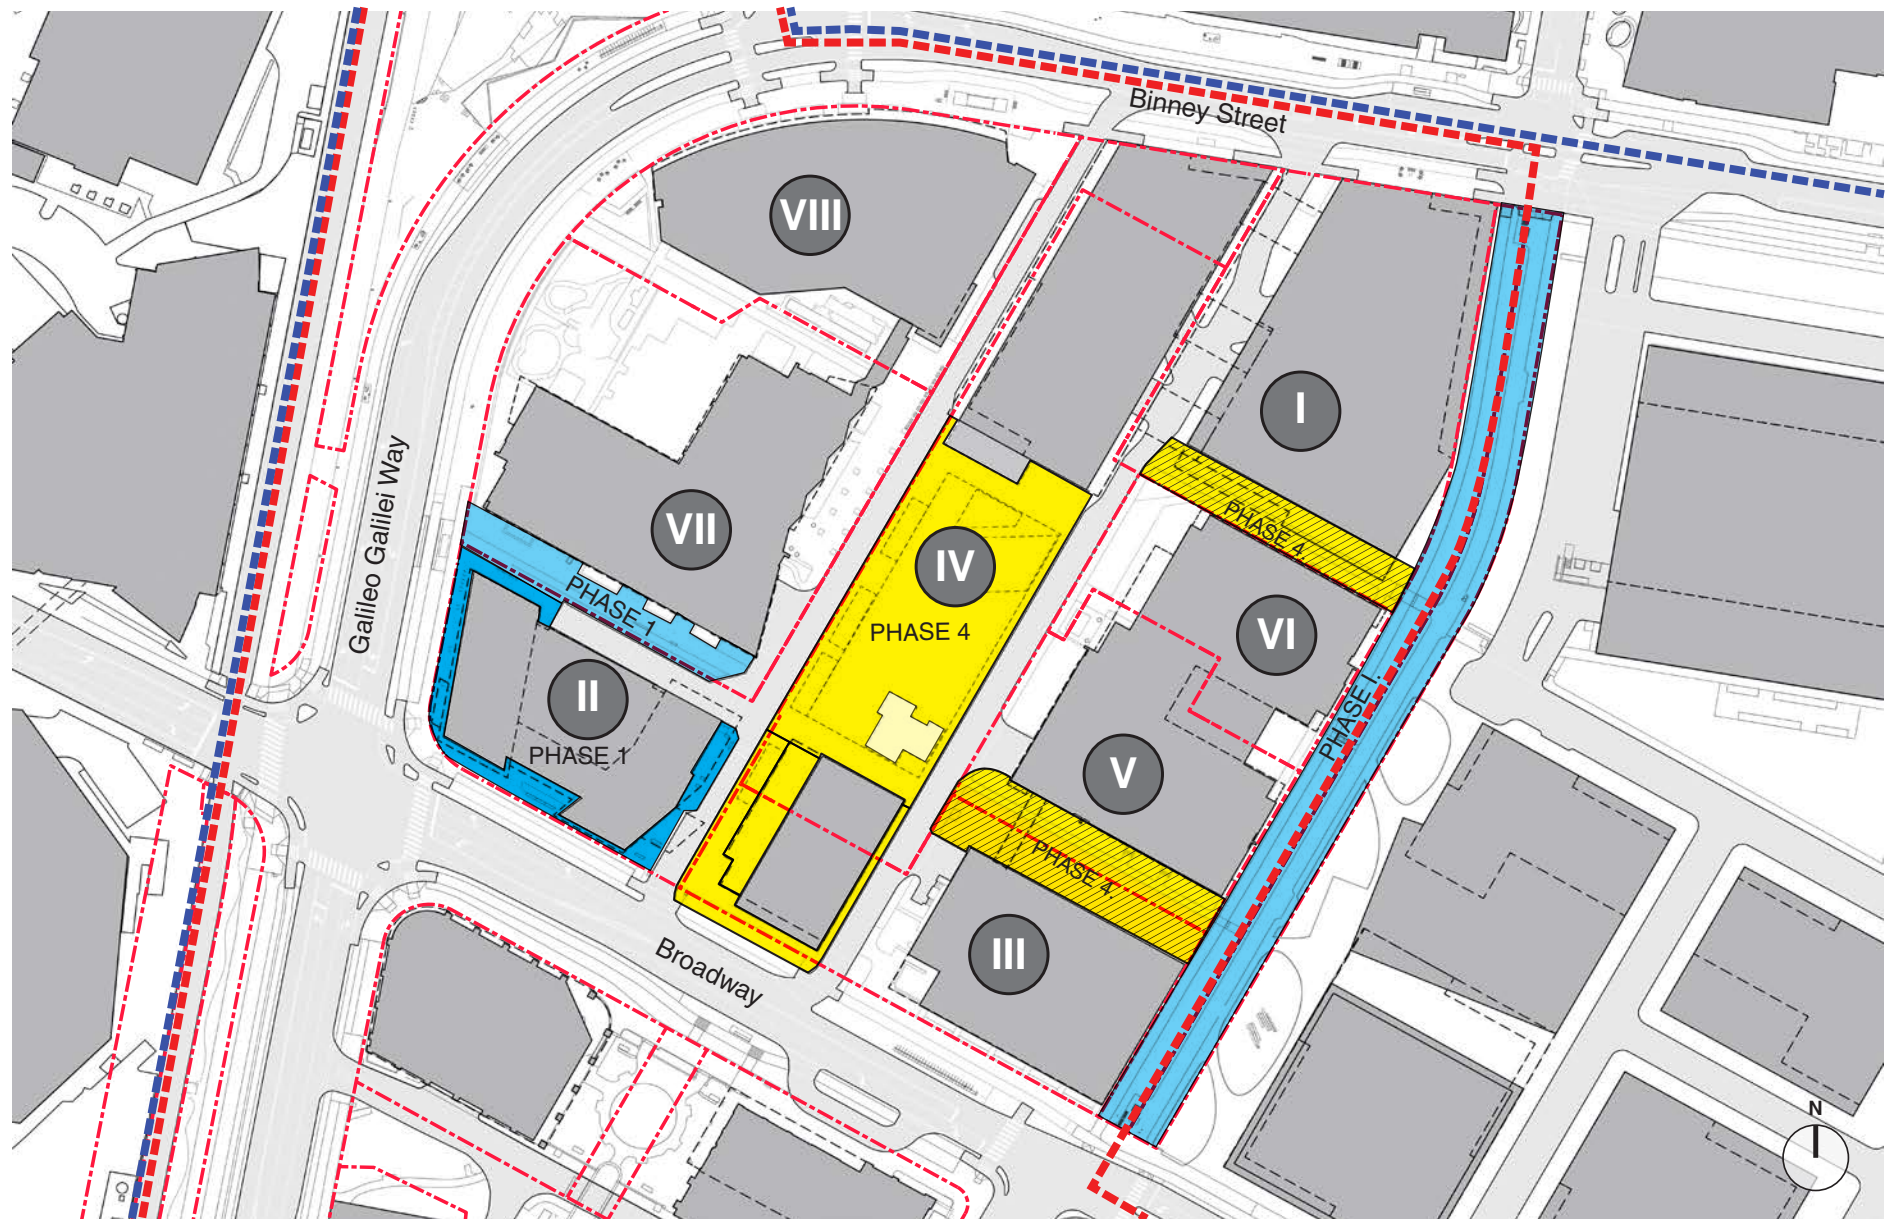 Binney Street
VIII
I
Galileo Galilei Way
VII
PHASE 4.
IV
PHASE 1
PHASE 4
VI
II
PHASE 1
PHASE I.
V
PHASE 4.
III
Broadway
N